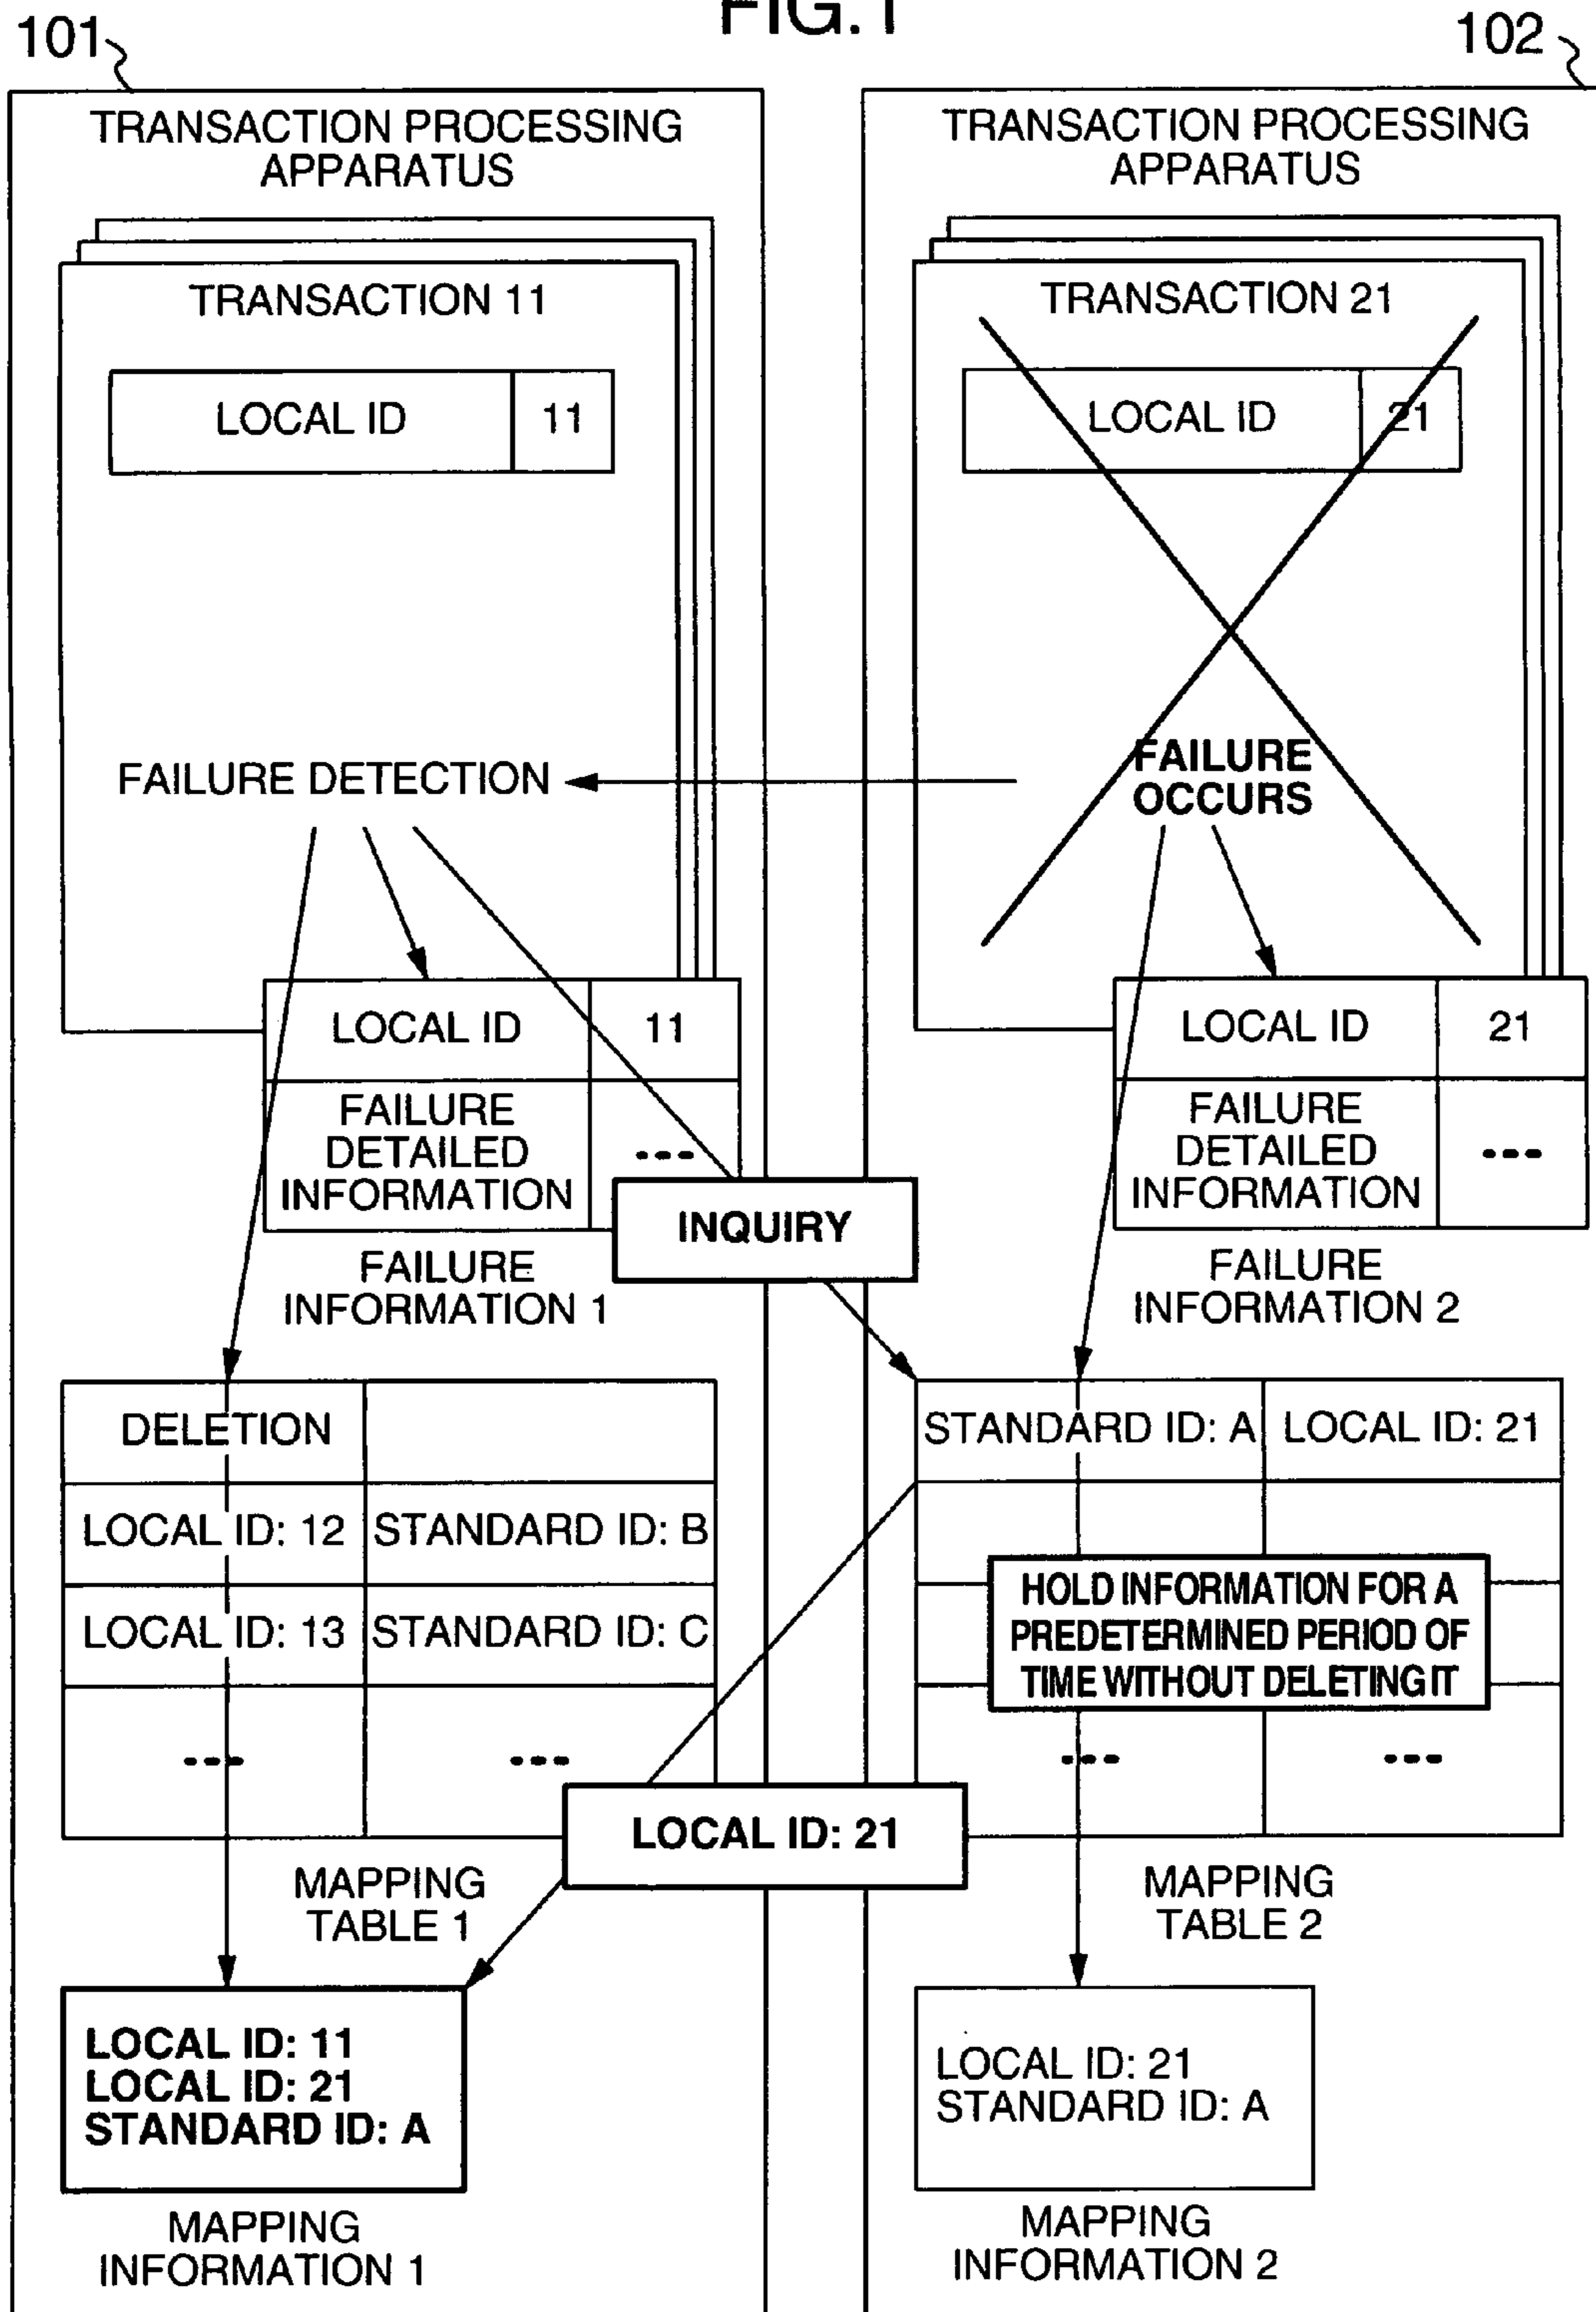 FIG.1
101
102
TRANSACTION PROCESSING
APPARATUS
TRANSACTION 11
LOCAL ID 11
FAILURE DETECTION
LOCAL ID 11
FAILURE
DETAILED
INFORMATION
---
FAILURE
INFORMATION 1
TRANSACTION PROCESSING
APPARATUS
TRANSACTION 21
LOCAL ID 21
FAILURE
OCCURS
LOCAL ID 21
FAILURE
DETAILED
INFORMATION
---
FAILURE
INFORMATION 2
INQUIRY
DELETION
LOCAL ID: 12 STANDARD ID: B
LOCAL ID: 13 STANDARD ID: C
--- ---
MAPPING
TABLE 1
STANDARD ID: A LOCAL ID: 21
HOLD INFORMATION FOR A
PREDETERMINED PERIOD OF
TIME WITHOUT DELETING IT
--- ---
MAPPING
TABLE 2
LOCAL ID: 21
LOCAL ID: 11
LOCAL ID: 21
STANDARD ID: A
MAPPING
INFORMATION 1
LOCAL ID: 21
STANDARD ID: A
MAPPING
INFORMATION 2